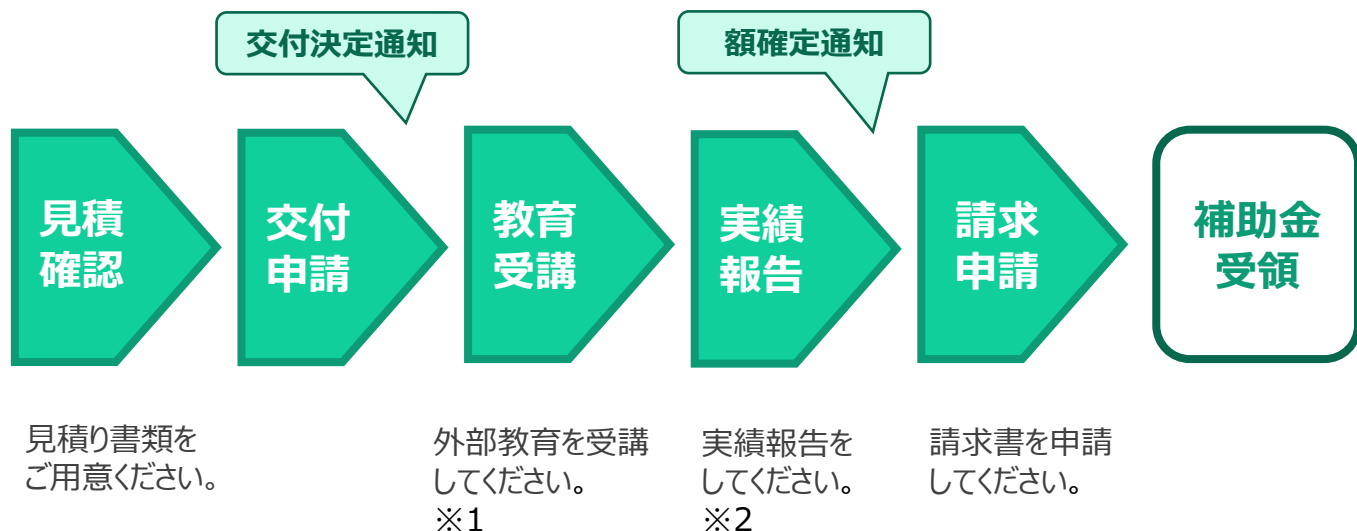 交付決定通知
額確定通知
見積
確認
交付
申請
教育
受講
実績
報告
請求
申請
補助金
受領
見積り書類を
ご用意ください。
外部教育を受講
してください。
※1
実績報告を
してください。
※2
請求書を申請
してください。